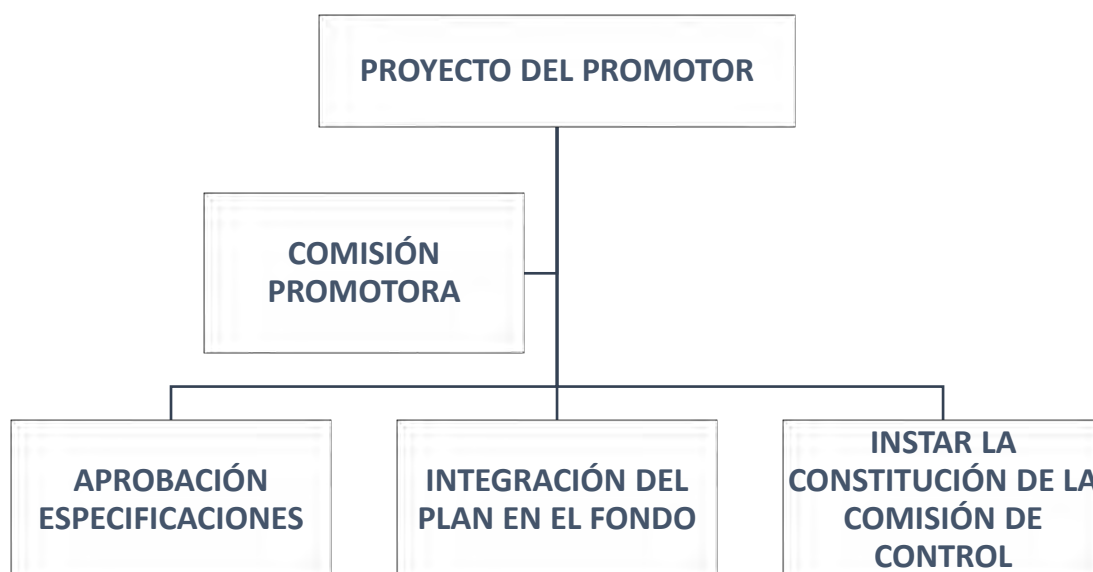 PROYECTO DEL PROMOTOR
COMISIÓN
PROMOTORA
APROBACIÓN
ESPECIFICACIONES
INTEGRACIÓN DEL
PLAN EN EL FONDO
INSTAR LA
CONSTITUCIÓN DE LA
COMISIÓN DE
CONTROL